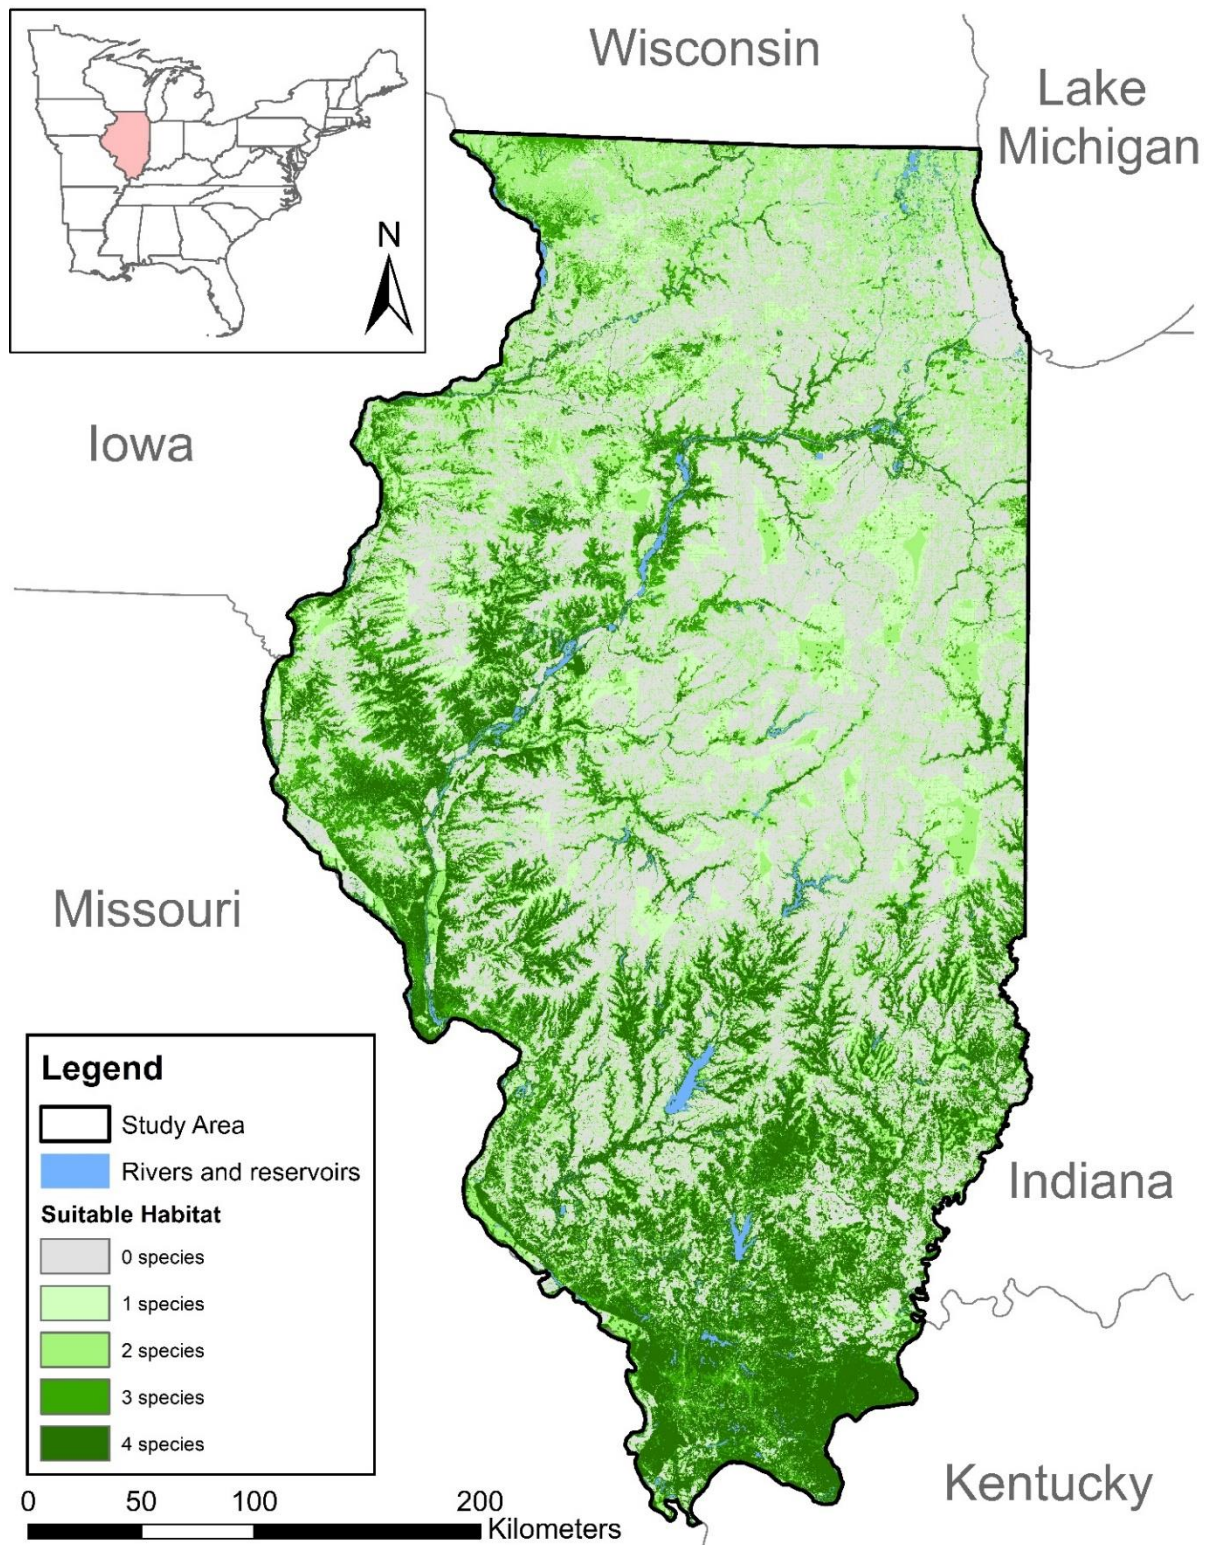 Wisconsin
Lake
Michigan
N
Iowa
Missouri
Indiana
Kentucky
Legend
Study Area
Rivers and reservoirs
Suitable Habitat
0 species
1 species
2 species
3 species
4 species
0 50 100 200
Kilometers